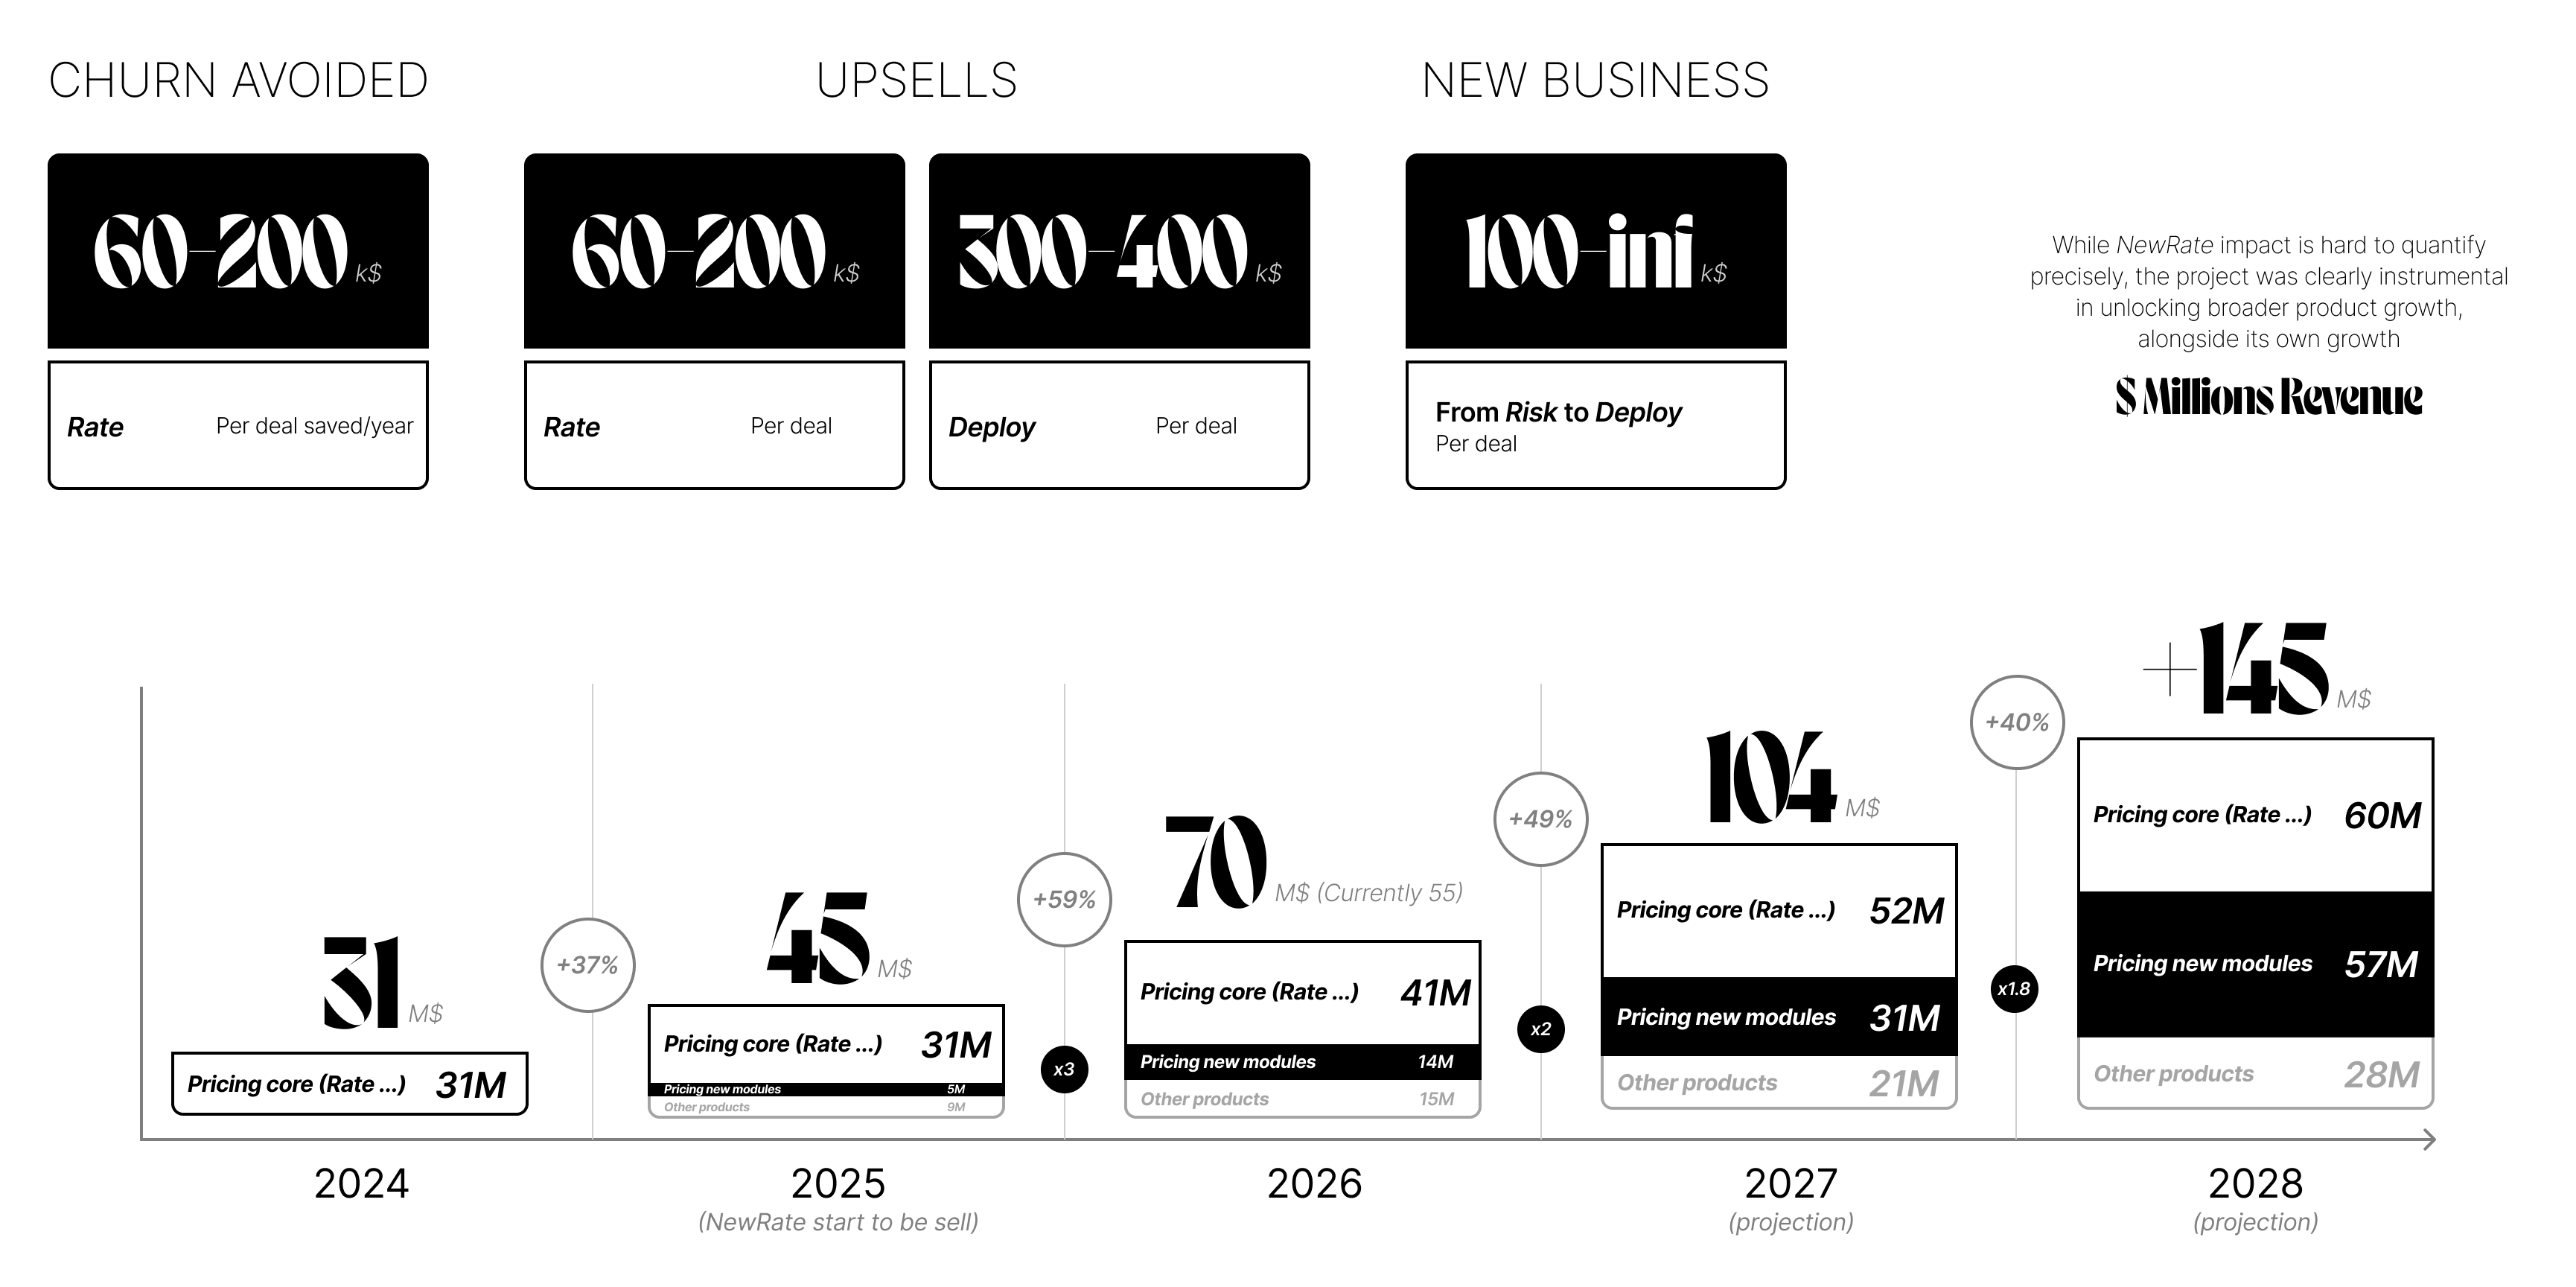 CHURN AVOIDED
UPSELLS
NEW BUSINESS
60–200 k$
60–200 k$
300–400 k$
100–inf k$
Rate
Per deal saved/year
Rate
Per deal
Deploy
Per deal
From Risk to Deploy
Per deal
While NewRate impact is hard to quantify
precisely, the project was clearly instrumental
in unlocking broader product growth,
alongside its own growth
$ Millions Revenue
31 M$
Pricing core (Rate ...) 31M
2024
+37%
45 M$
Pricing core (Rate ...) 31M
Pricing new modules 5M
Other products 9M
2025
(NewRate start to be sell)
+59%
x3
70 M$ (Currently 55)
Pricing core (Rate ...) 41M
Pricing new modules 14M
Other products 15M
2026
+49%
x2
104 M$
Pricing core (Rate ...) 52M
Pricing new modules 31M
Other products 21M
2027
(projection)
+40%
x1.8
+145 M$
Pricing core (Rate ...) 60M
Pricing new modules 57M
Other products 28M
2028
(projection)